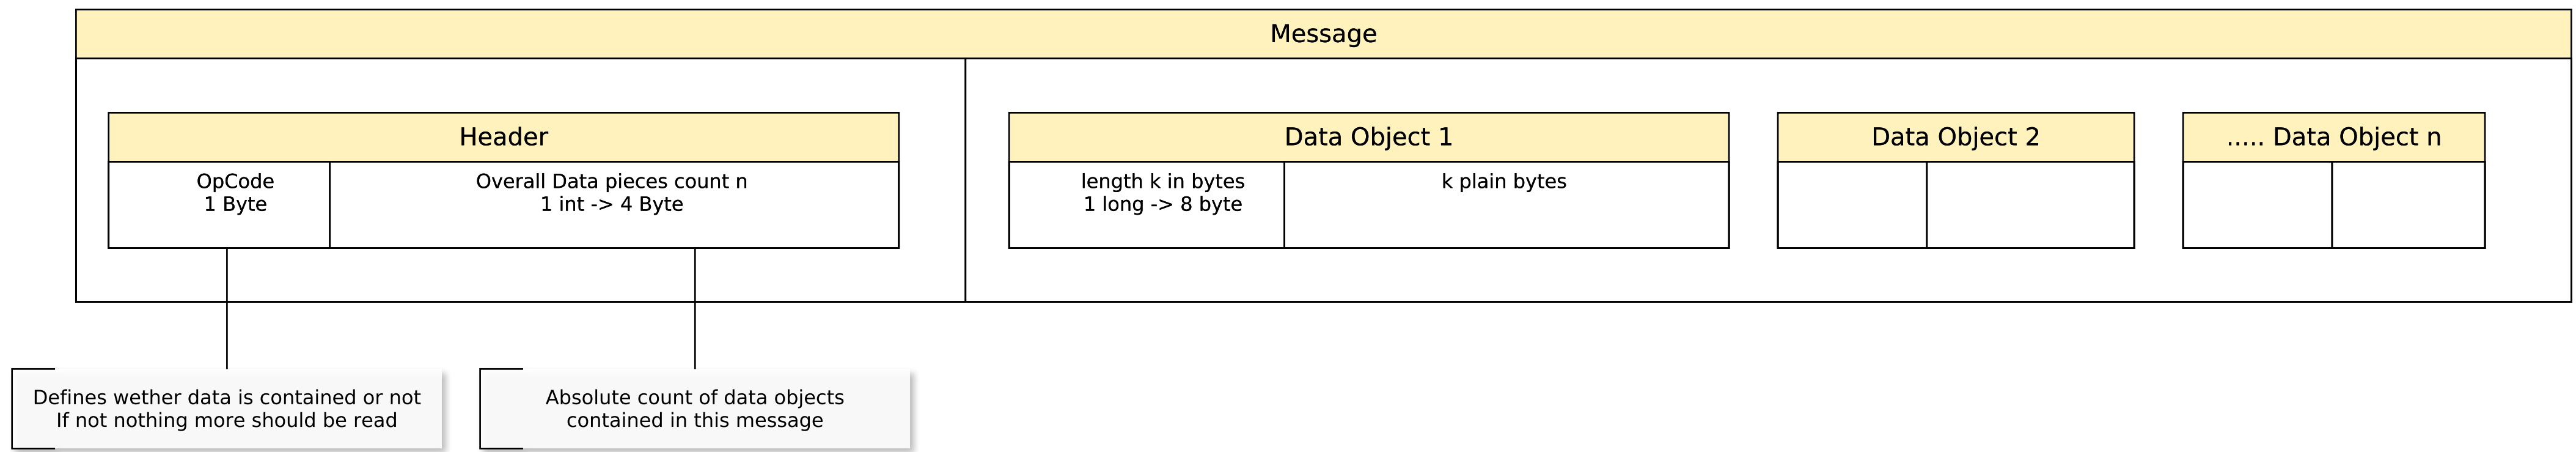 Message
Header
OpCode
1 Byte
Overall Data pieces count n
1 int -> 4 Byte
Data Object 1
length k in bytes
1 long -> 8 byte
k plain bytes
Data Object 2
..... Data Object n
Defines wether data is contained or not
If not nothing more should be read
Absolute count of data objects
contained in this message